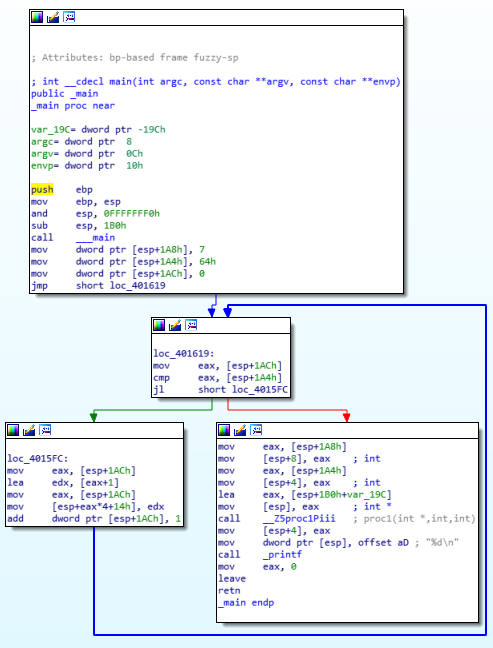 ; Attributes: bp-based frame fuzzy-sp
; int __cdecl main(int argc, const char **argv, const char **envp)
public _main
_main proc near
var_19C= dword ptr -19Ch
argc= dword ptr  8
argv= dword ptr  0Ch
envp= dword ptr  10h
push    ebp
mov     ebp, esp
and     esp, 0FFFFFFF0h
sub     esp, 1B0h
call    ___main
mov     dword ptr [esp+1A8h], 7
mov     dword ptr [esp+1A4h], 64h
mov     dword ptr [esp+1ACh], 0
jmp     short loc_401619
loc_401619:
mov     eax, [esp+1ACh]
cmp     eax, [esp+1A4h]
jl      short loc_4015FC
loc_4015FC:
mov     eax, [esp+1ACh]
lea     edx, [eax+1]
mov     eax, [esp+1ACh]
mov     [esp+eax*4+14h], edx
add     dword ptr [esp+1ACh], 1
mov     eax, [esp+1A8h]
mov     [esp+8], eax    ; int
mov     eax, [esp+1A4h]
mov     [esp+4], eax    ; int
lea     eax, [esp+1B0h+var_19C]
mov     [esp], eax      ; int *
call    __Z5proc1Piii   ; proc1(int *,int,int)
mov     [esp+4], eax
mov     dword ptr [esp], offset aD ; "%d\n"
call    _printf
mov     eax, 0
leave
retn
_main endp